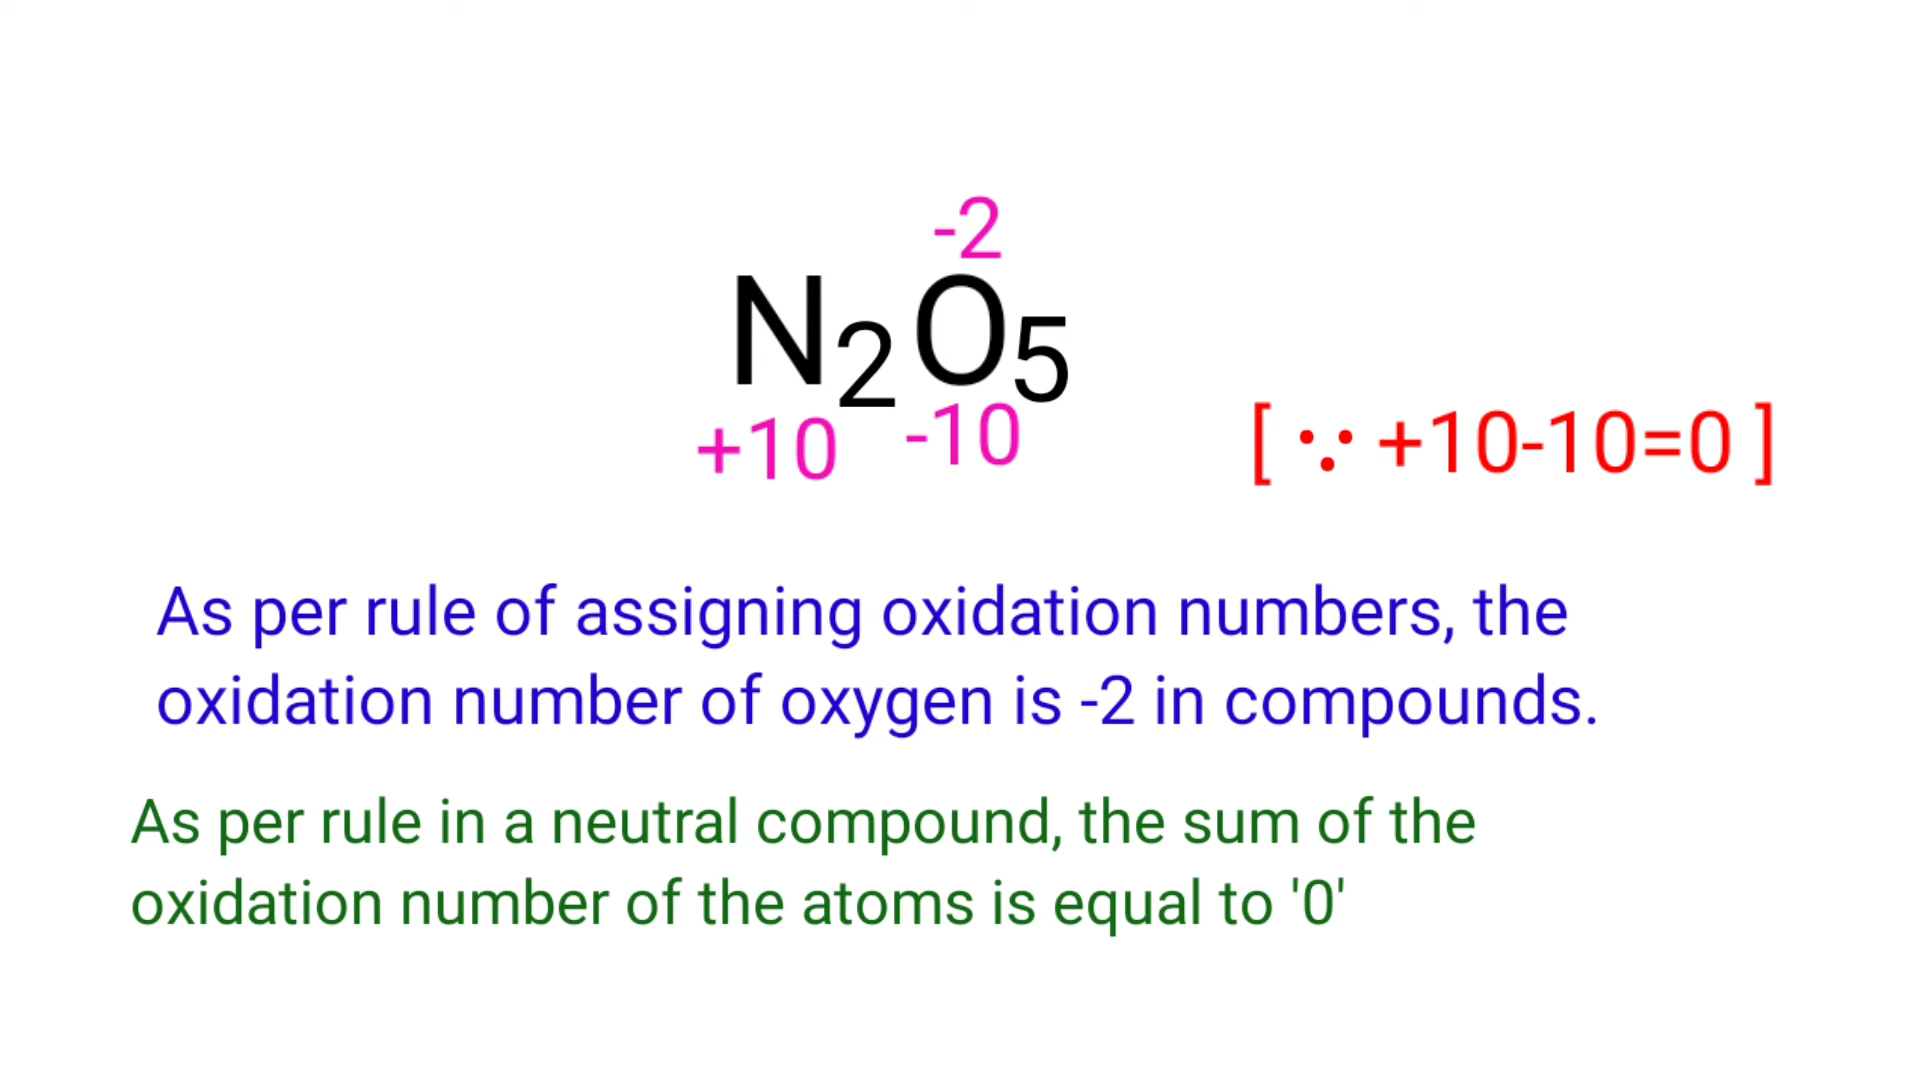 -2
N₂O₅
+10 -10
[ ∵ +10-10=0 ]
As per rule of assigning oxidation numbers, the
oxidation number of oxygen is -2 in compounds.
As per rule in a neutral compound, the sum of the
oxidation number of the atoms is equal to '0'